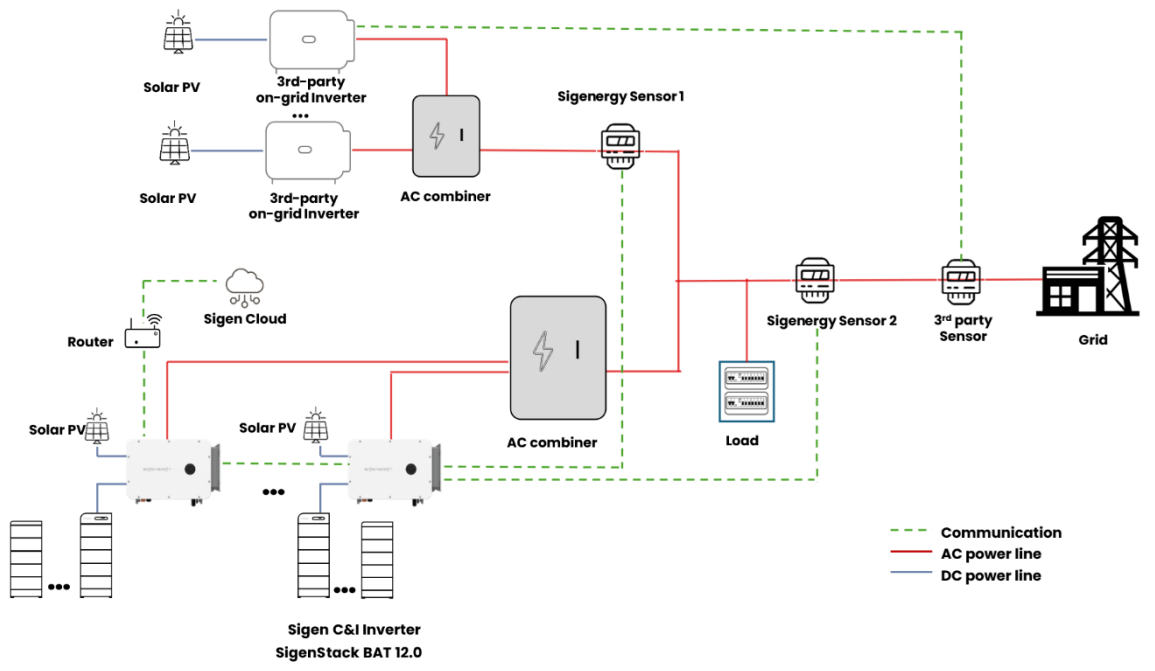 Solar PV
3rd-party
on-grid Inverter
•••
Sigenergy Sensor 1
Solar PV
3rd-party
on-grid Inverter
AC combiner
Sigen Cloud
Router
Sigenergy Sensor 2
3rd party
Sensor
Grid
Solar PV
Solar PV
AC combiner
Load
•••
•••
•••
Communication
AC power line
DC power line
Sigen C&I Inverter
SigenStack BAT 12.0